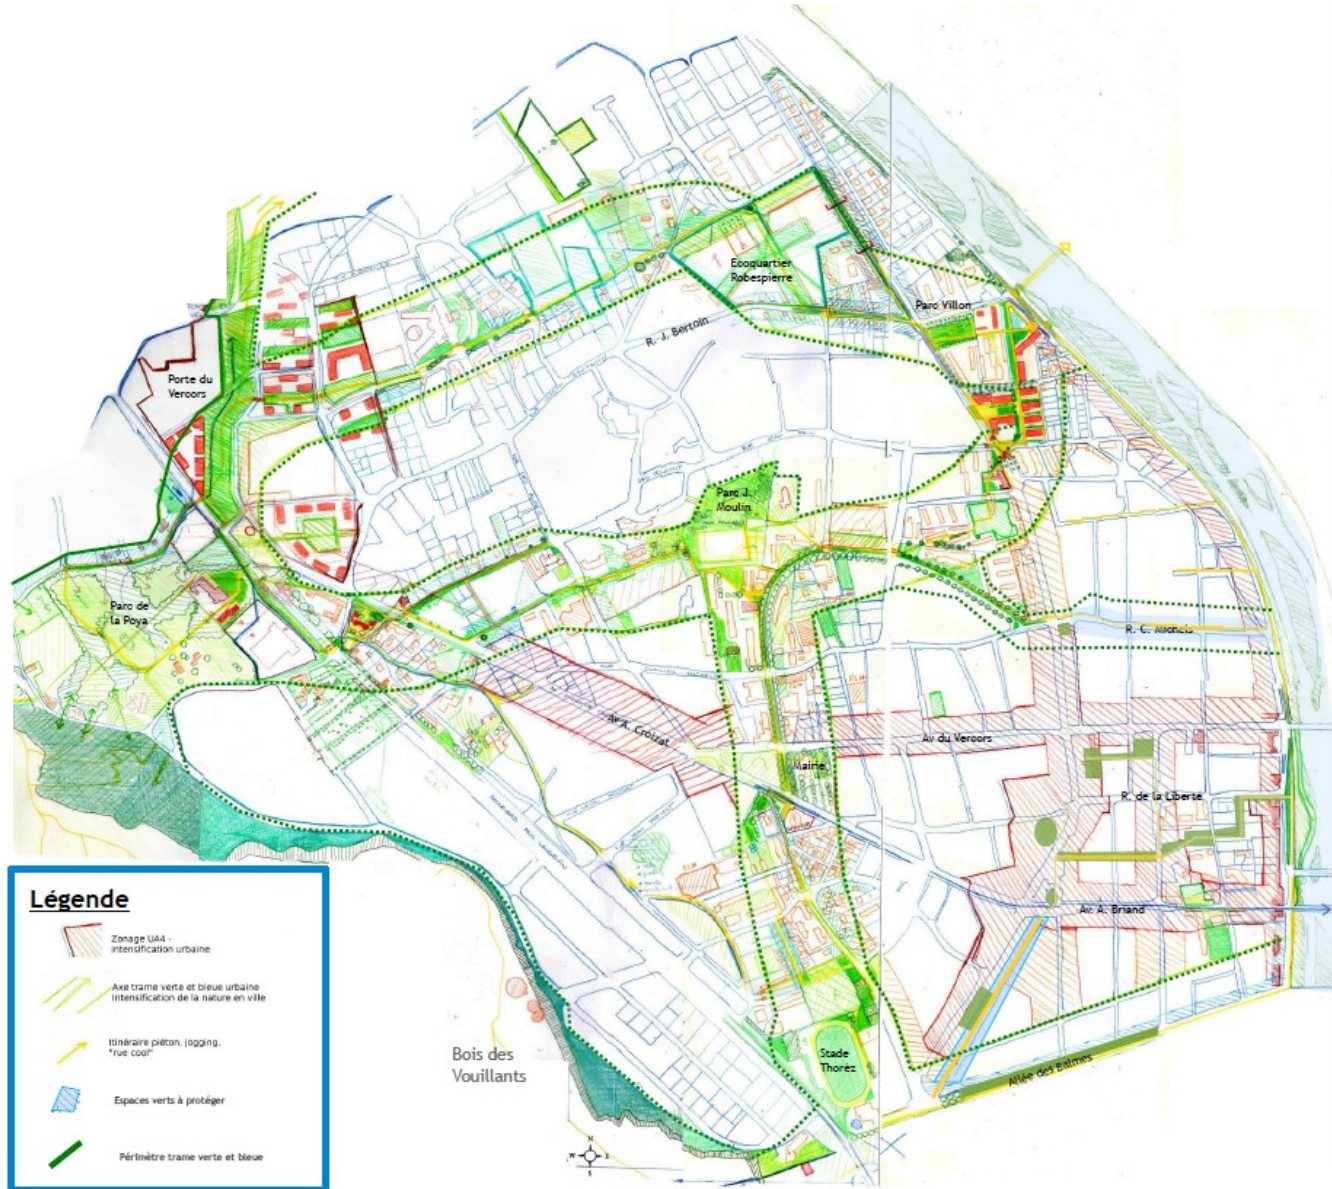 Ecoquartier
Robespierre
Parc Villon
R. J. Bertoin
Porte du
Vercors
Parc J.
Moulin
Parc de
la Poya
R. C. Michels
Av A. Croizat
Av du Vercors
Mairie
R. de la Liberté
Av. A. Briand
Stade
Thorez
Allée des Balmes
Bois des
Vouillants
Légende
Zonage UA4 -
intensification urbaine
Axe trame verte et bleue urbaine
Intensification de la nature en ville
Itinéraire piéton, jogging,
"rue cool"
Espaces verts à protéger
Périmètre trame verte et bleue
N
W
E
S